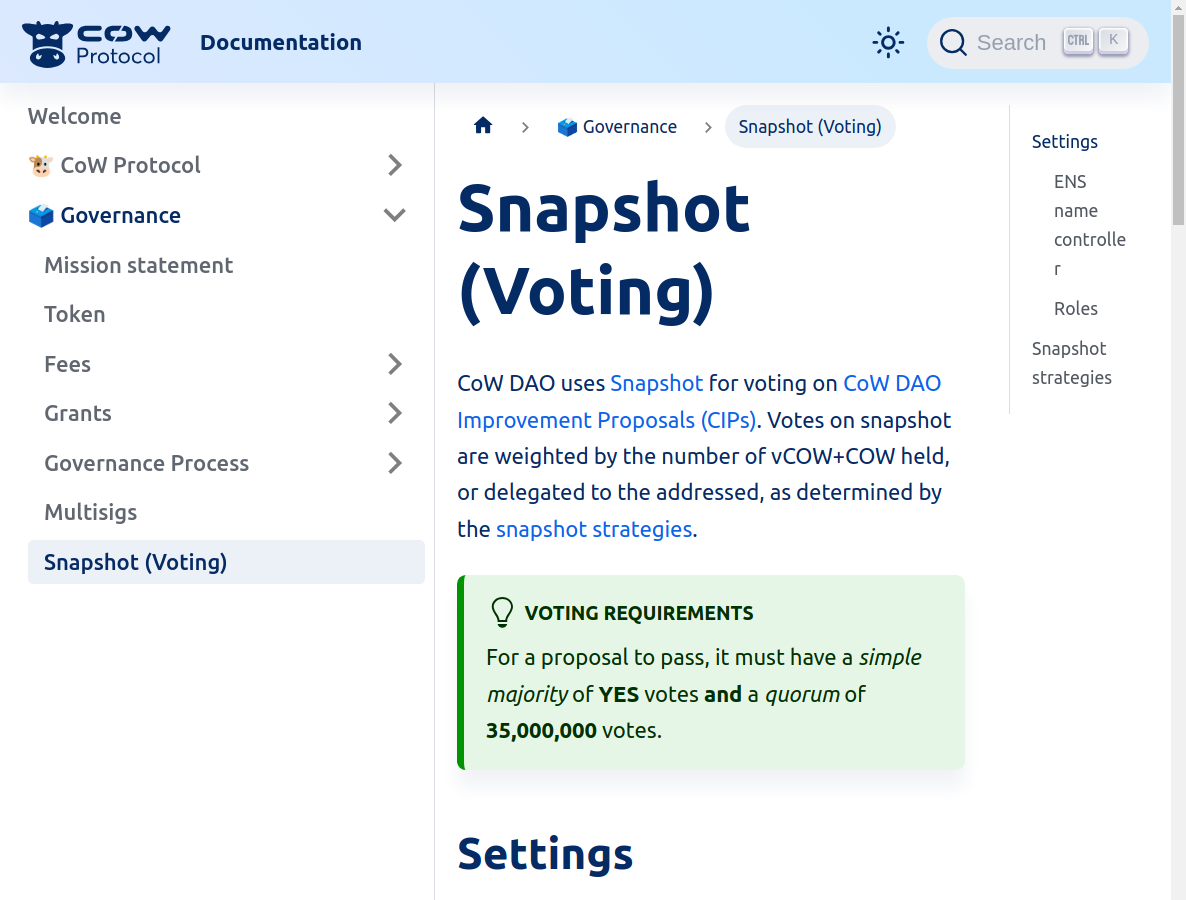 CoW Protocol
Documentation
Search CTRL K
Welcome
CoW Protocol
Governance
Mission statement
Token
Fees
Grants
Governance Process
Multisigs
Snapshot (Voting)
Governance
Snapshot (Voting)
Snapshot
(Voting)
CoW DAO uses Snapshot for voting on CoW DAO
Improvement Proposals (CIPs). Votes on snapshot
are weighted by the number of vCOW+COW held,
or delegated to the addressed, as determined by
the snapshot strategies.
VOTING REQUIREMENTS
For a proposal to pass, it must have a simple
majority of YES votes and a quorum of
35,000,000 votes.
Settings
Settings
ENS
name
controlle
r
Roles
Snapshot
strategies